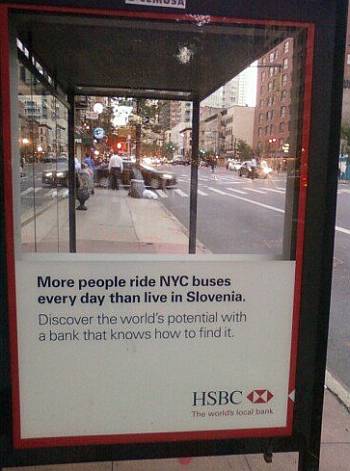 More people ride NYC buses
every day than live in Slovenia.
Discover the world's potential with
a bank that knows how to find it.
HSBC
The world's local bank